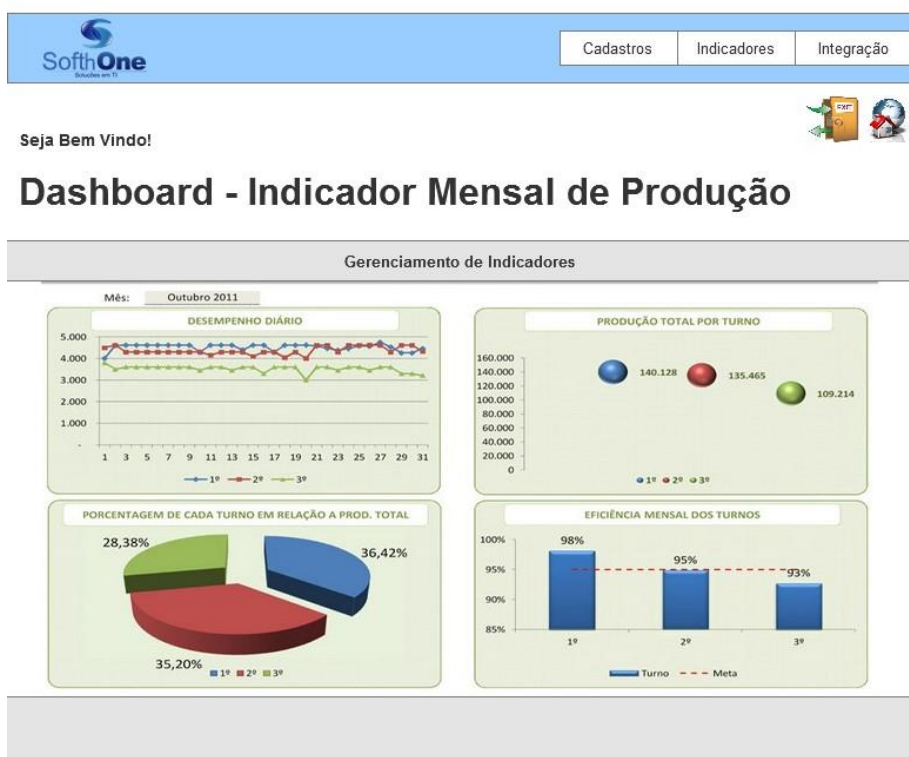 SofthOne
Soluções em TI
Cadastros
Indicadores
Integração
EXIT
Seja Bem Vindo!
Dashboard - Indicador Mensal de Produção
Gerenciamento de Indicadores
Mês: Outubro 2011
DESEMPENHO DIÁRIO
5.000
4.000
3.000
2.000
1.000
-
1 3 5 7 9 11 13 15 17 19 21 23 25 27 29 31
1º 2º 3º
PRODUÇÃO TOTAL POR TURNO
160.000
140.000
120.000
100.000
80.000
60.000
40.000
20.000
0
140.128
135.465
109.214
1º 2º 3º
PORCENTAGEM DE CADA TURNO EM RELAÇÃO A PROD. TOTAL
28,38%
36,42%
35,20%
1º 2º 3º
EFICIÊNCIA MENSAL DOS TURNOS
100%
95%
90%
85%
98%
95%
93%
1º 2º 3º
Turno Meta